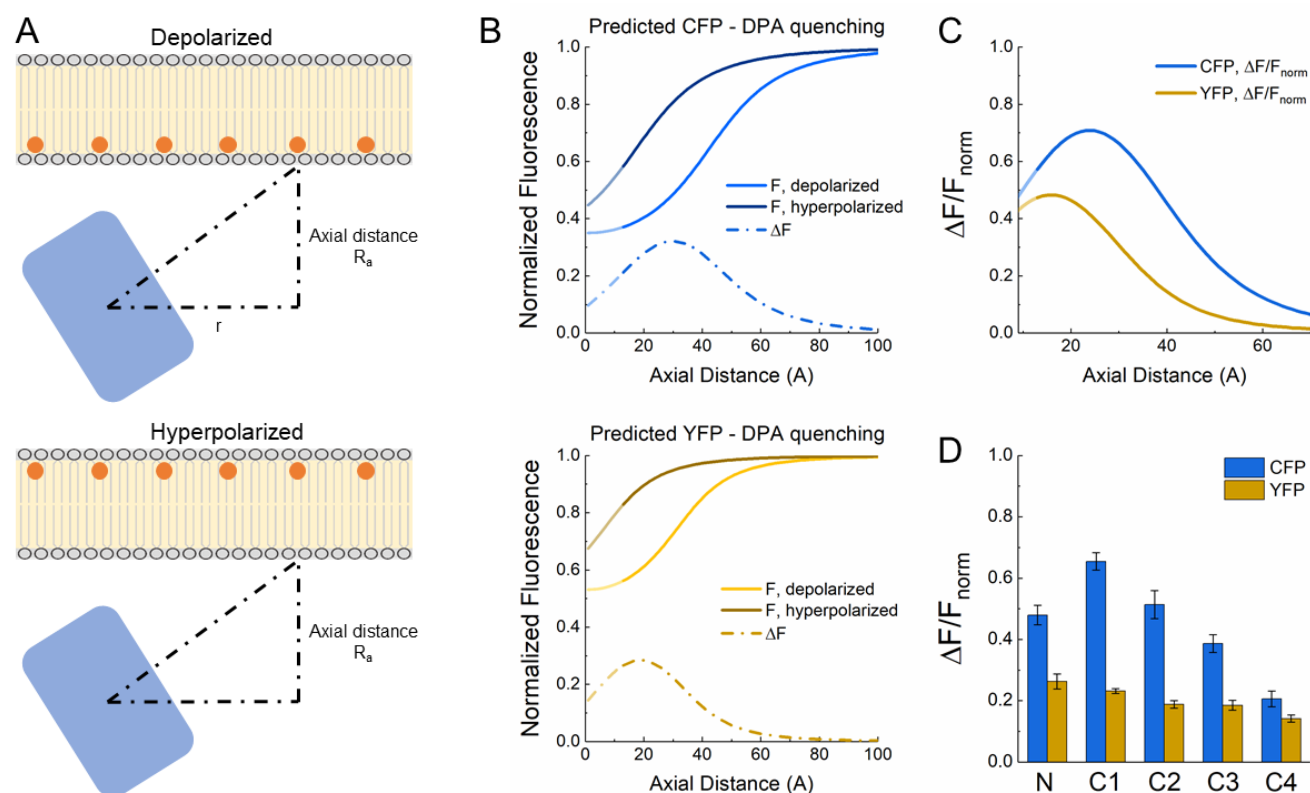 A
Depolarized
Axial distance
Rₐ
r
Hyperpolarized
Axial distance
Rₐ
B
Predicted CFP - DPA quenching
Normalized Fluorescence
1.0
0.8
0.6
0.4
0.2
0.0
F, depolarized
F, hyperpolarized
ΔF
0 20 40 60 80 100
Axial Distance (A)
Predicted YFP - DPA quenching
Normalized Fluorescence
1.0
0.8
0.6
0.4
0.2
0.0
F, depolarized
F, hyperpolarized
ΔF
0 20 40 60 80 100
Axial Distance (A)
C
ΔF/Fnorm
1.0
0.8
0.6
0.4
0.2
0.0
CFP, ΔF/Fnorm
YFP, ΔF/Fnorm
20 40 60
Axial Distance (A)
D
ΔF/Fnorm
1.0
0.8
0.6
0.4
0.2
0.0
CFP
YFP
N C1 C2 C3 C4